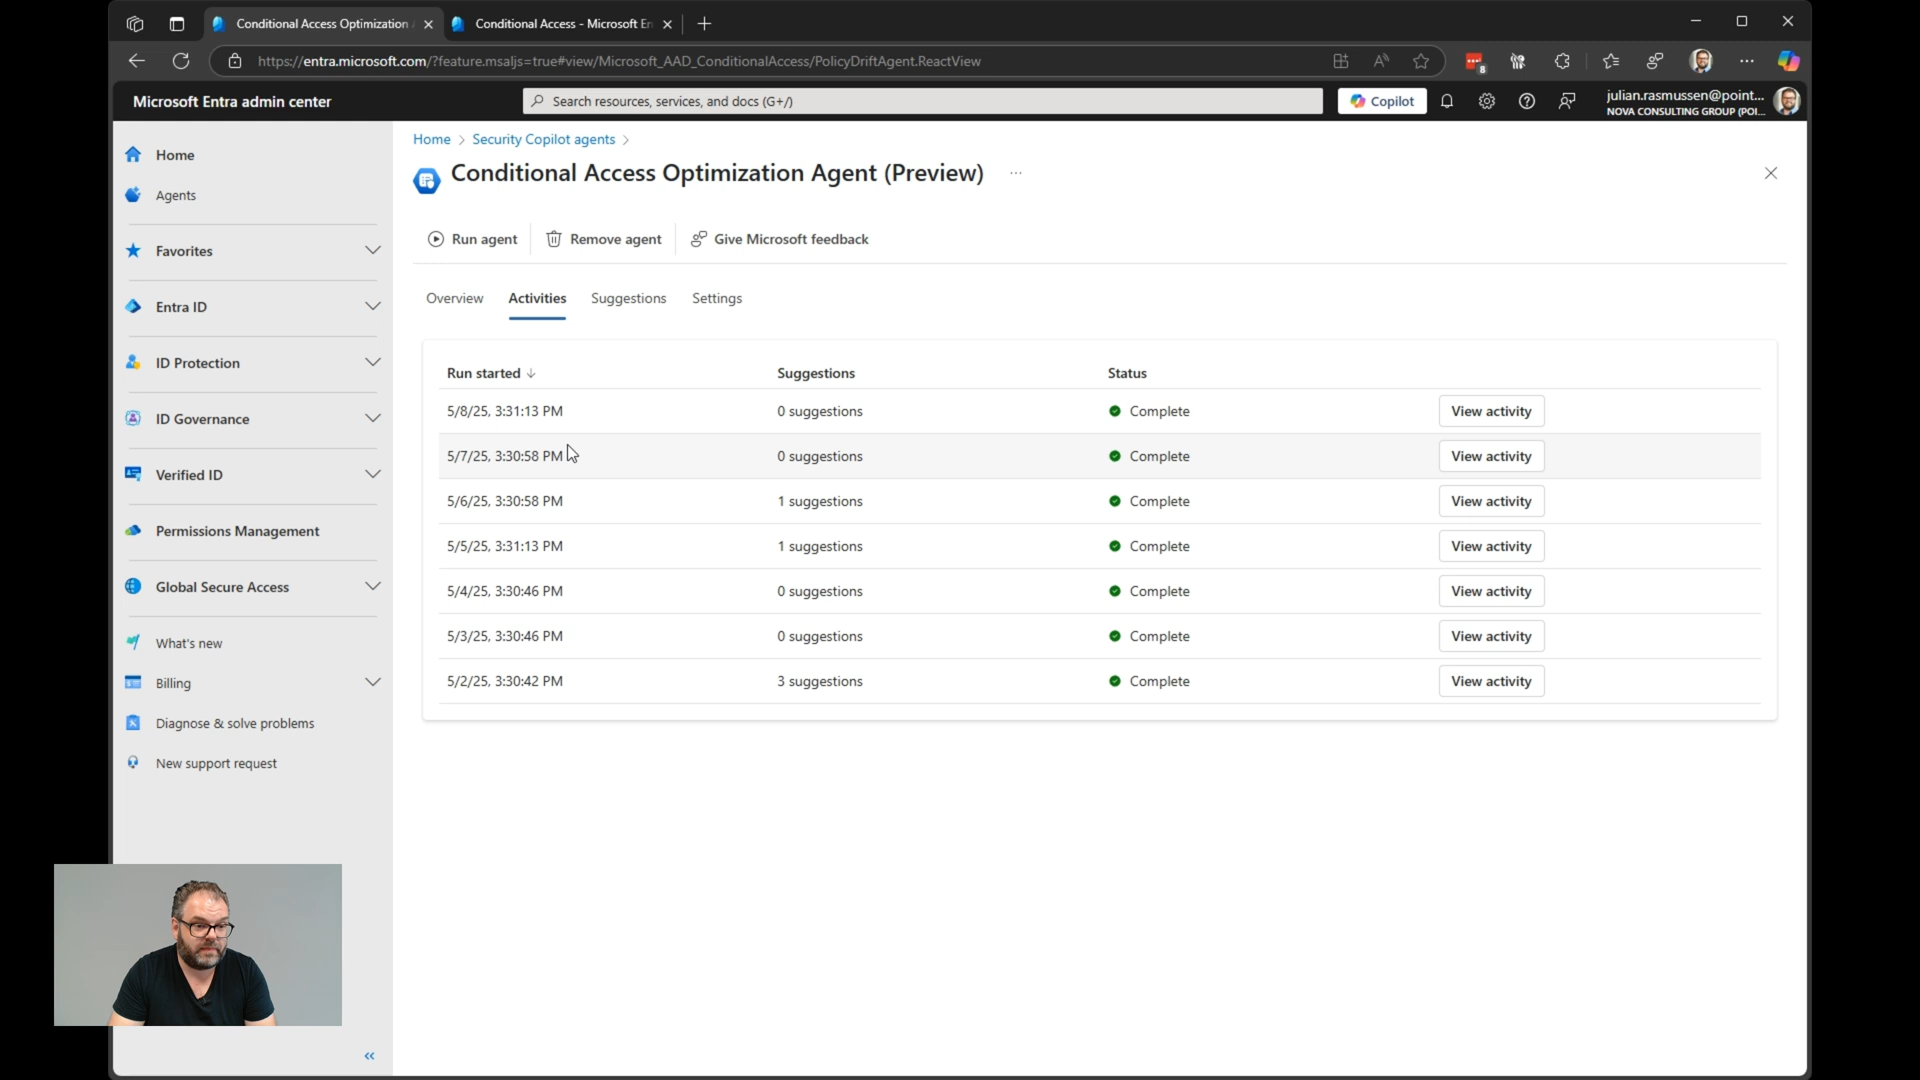 Conditional Access Optimization
Conditional Access - Microsoft En
https://entra.microsoft.com/?feature.msaljs=true#view/Microsoft_AAD_ConditionalAccess/PolicyDriftAgent.ReactView
8
Microsoft Entra admin center
Search resources, services, and docs (G+/)
Copilot
julian.rasmussen@point...
NOVA CONSULTING GROUP (POI...
Home
Agents
Favorites
Entra ID
ID Protection
ID Governance
Verified ID
Permissions Management
Global Secure Access
What's new
Billing
Diagnose & solve problems
New support request
Home > Security Copilot agents >
Conditional Access Optimization Agent (Preview) ...
Run agent Remove agent Give Microsoft feedback
Overview Activities Suggestions Settings
Run started ↓ Suggestions Status
5/8/25, 3:31:13 PM 0 suggestions Complete View activity
5/7/25, 3:30:58 PM 0 suggestions Complete View activity
5/6/25, 3:30:58 PM 1 suggestions Complete View activity
5/5/25, 3:31:13 PM 1 suggestions Complete View activity
5/4/25, 3:30:46 PM 0 suggestions Complete View activity
5/3/25, 3:30:46 PM 0 suggestions Complete View activity
5/2/25, 3:30:42 PM 3 suggestions Complete View activity